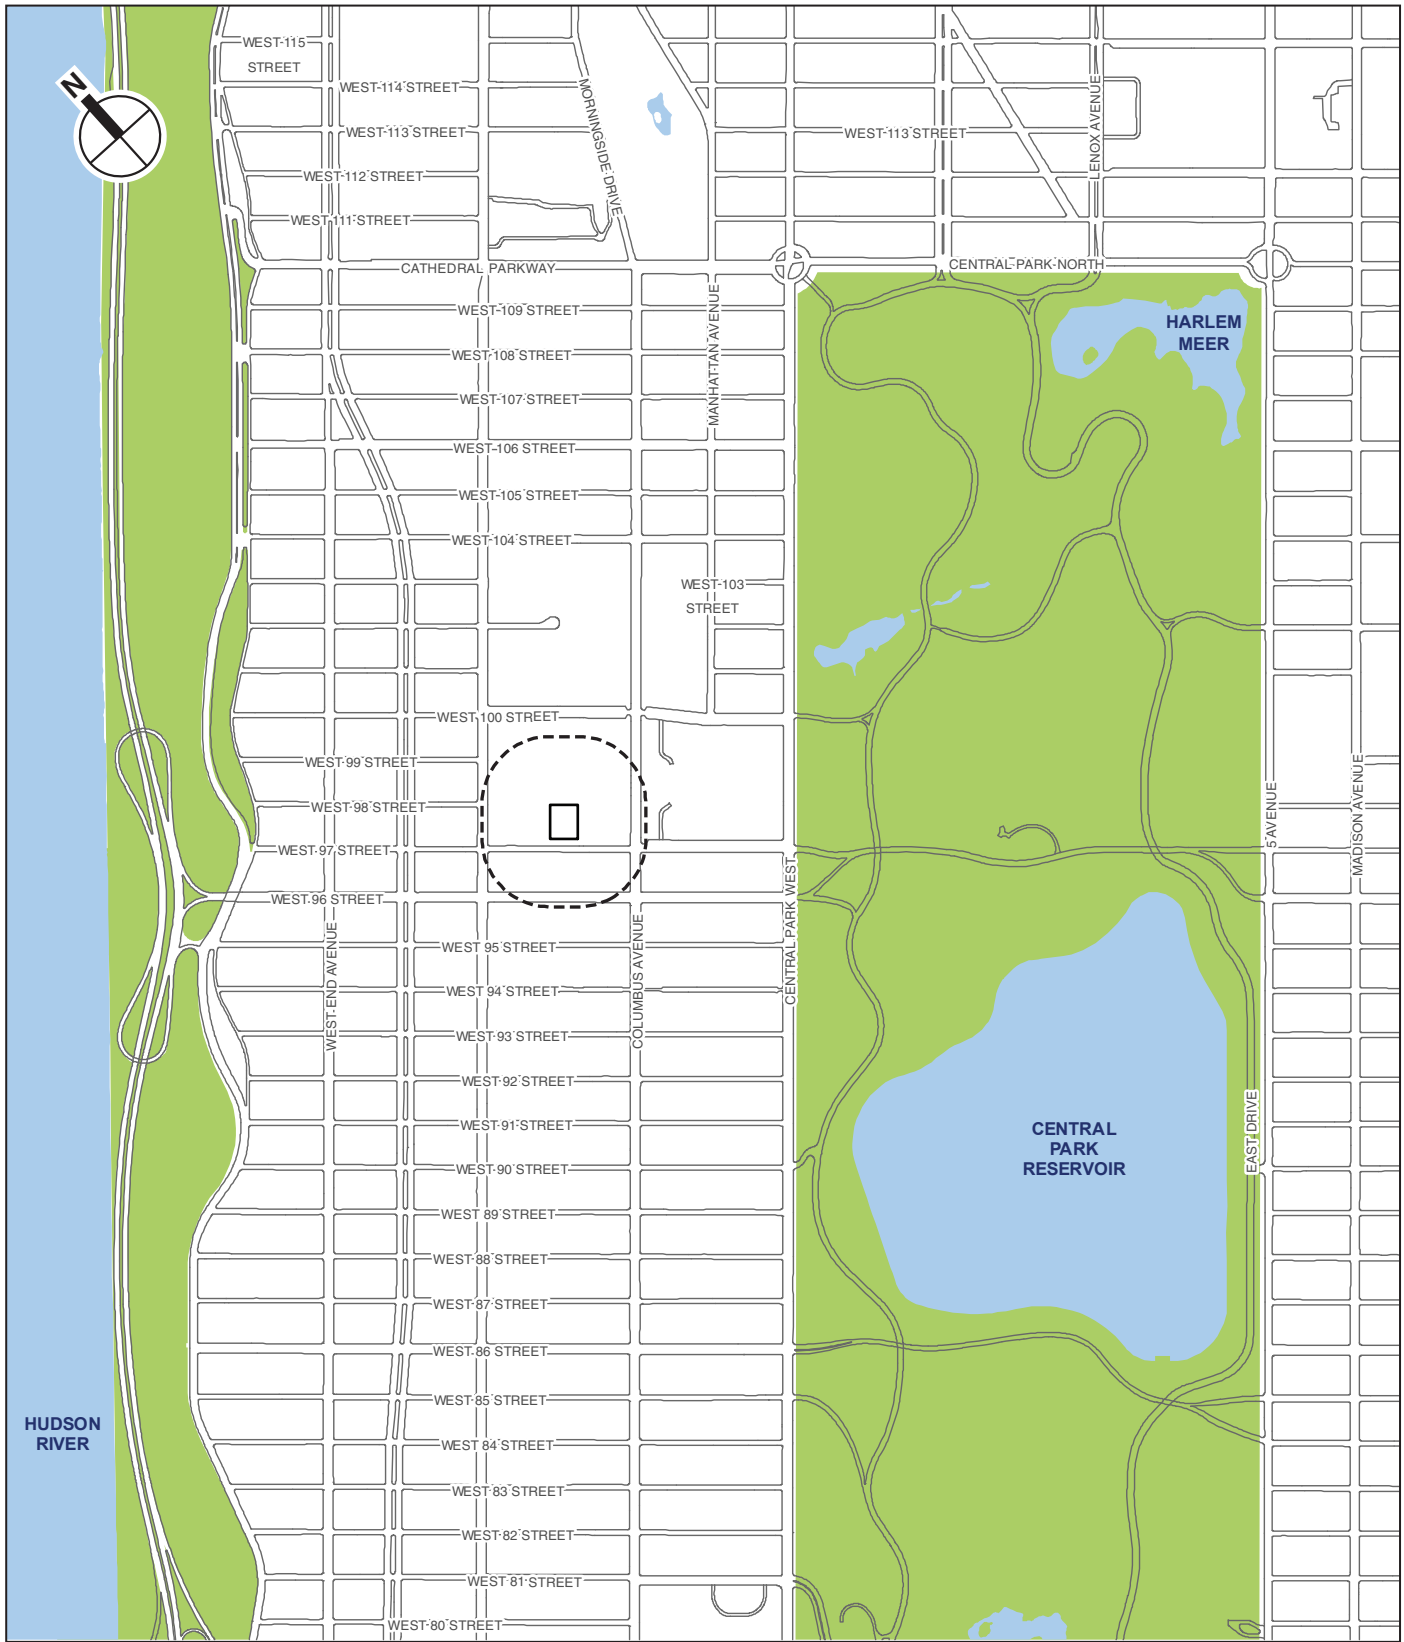 WEST 115
STREET
N
WEST 114 STREET
MORNINGSIDE DRIVE
LENOX AVENUE
WEST 113 STREET
WEST 113 STREET
WEST 112 STREET
WEST 111 STREET
CATHEDRAL PARKWAY
CENTRAL PARK NORTH
MANHATTAN AVENUE
WEST 109 STREET
HARLEM
MEER
WEST 108 STREET
WEST 107 STREET
WEST 106 STREET
WEST 105 STREET
WEST 104 STREET
WEST 103
STREET
WEST 100 STREET
WEST 99 STREET
WEST 98 STREET
5 AVENUE
MADISON AVENUE
WEST 97 STREET
CENTRAL PARK WEST
WEST 96 STREET
WEST END AVENUE
COLUMBUS AVENUE
WEST 95 STREET
WEST 94 STREET
WEST 93 STREET
WEST 92 STREET
EAST DRIVE
WEST 91 STREET
CENTRAL
PARK
RESERVOIR
WEST 90 STREET
WEST 89 STREET
WEST 88 STREET
WEST 87 STREET
WEST 86 STREET
WEST 85 STREET
HUDSON
RIVER
WEST 84 STREET
WEST 83 STREET
WEST 82 STREET
WEST 81 STREET
WEST 80 STREET